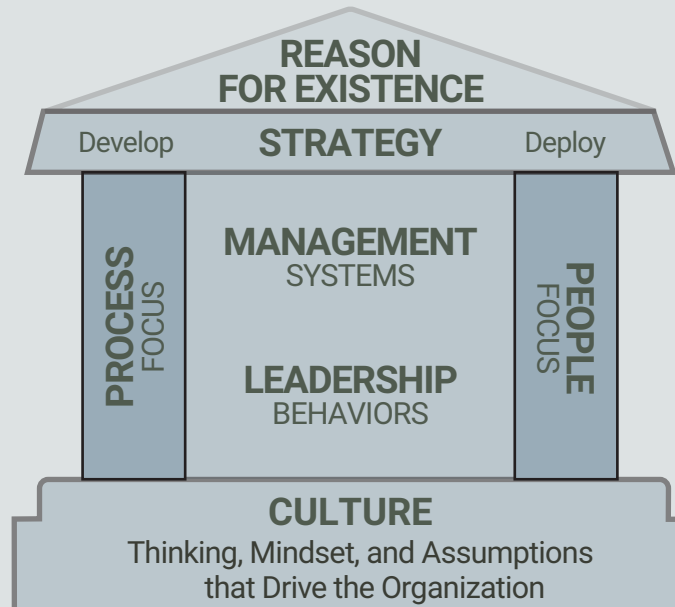 REASON
FOR EXISTENCE
Develop STRATEGY Deploy
PROCESS
FOCUS
MANAGEMENT
SYSTEMS
LEADERSHIP
BEHAVIORS
PEOPLE
FOCUS
CULTURE
Thinking, Mindset, and Assumptions
that Drive the Organization